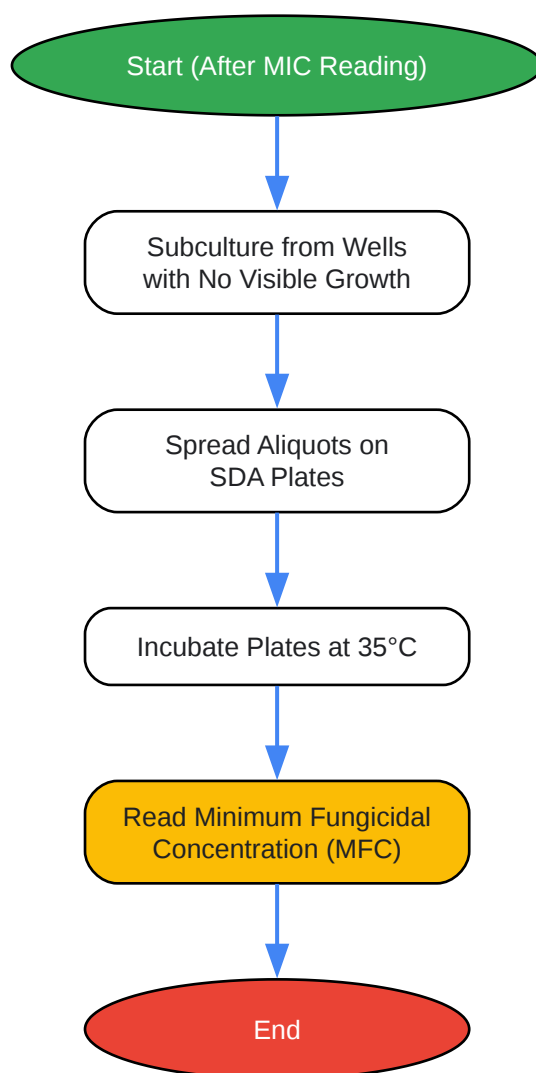 Start (After MIC Reading)
Subculture from Wells
with No Visible Growth
Spread Aliquots on
SDA Plates
Incubate Plates at 35°C
Read Minimum Fungicidal
Concentration (MFC)
End